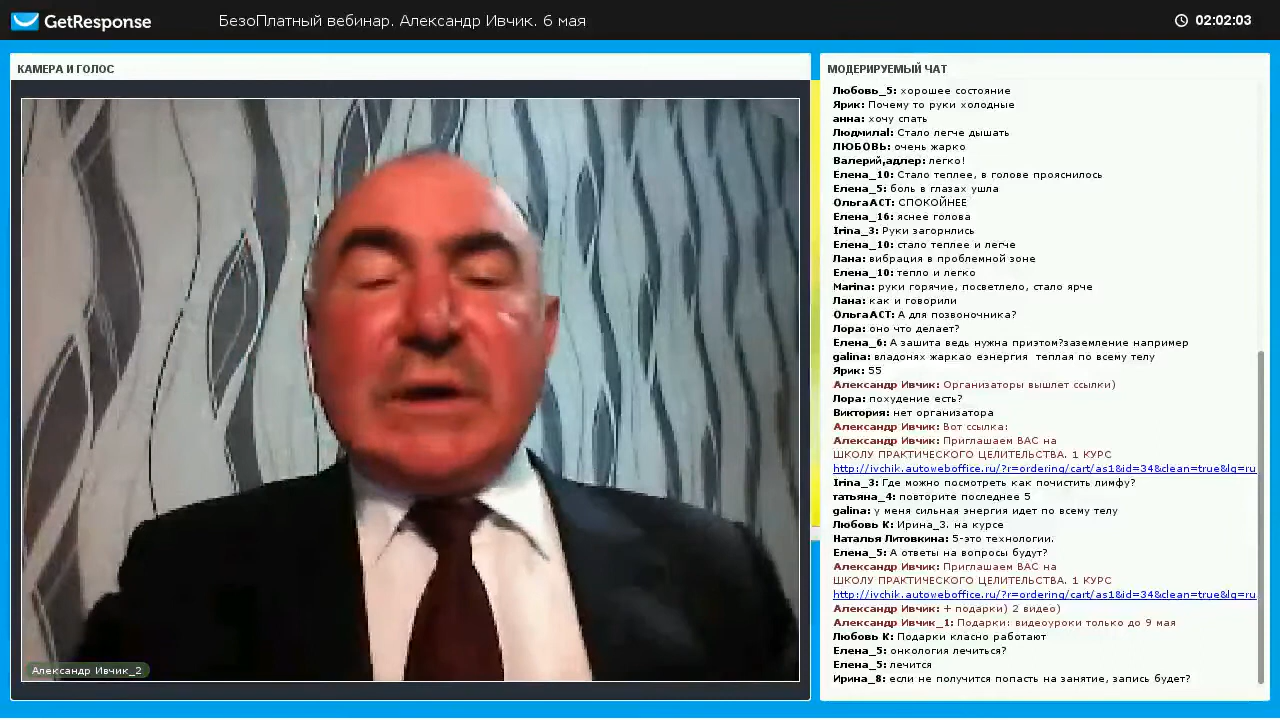 GetResponse
БезоПлатный вебинар. Александр Ивчик. 6 мая
02:02:03
КАМЕРА И ГОЛОС
Александр Ивчик_2
МОДЕРИРУЕМЫЙ ЧАТ
Любовь_5: хорошее состояние
Ярик: Почему то руки холодные
анна: хочу спать
Людмилаl: Стало легче дышать
ЛЮБОВЬ: очень жарко
Валерий,адлер: легко!
Елена_10: Стало теплее, в голове прояснилось
Елена_5: боль в глазах ушла
ОльгаАСТ: СПОКОЙНЕЕ
Елена_16: яснее голова
Irina_3: Руки загорнлись
Елена_10: стало теплее и легче
Лана: вибрация в проблемной зоне
Елена_10: тепло и легко
Marina: руки горячие, посветлело, стало ярче
Лана: как и говорили
ОльгаАСТ: А для позвоночника?
Лора: оно что делает?
Елена_6: А зашита ведь нужна приэтом?заземление например
galina: владонях жаркао еэнергия теплая по всему телу
Ярик: 55
Александр Ивчик: Организаторы вышлет ссылки)
Лора: похудение есть?
Виктория: нет организатора
Александр Ивчик: Вот ссылка:
Александр Ивчик: Приглашаем ВАС на
ШКОЛУ ПРАКТИЧЕСКОГО ЦЕЛИТЕЛЬСТВА. 1 КУРС
http://ivchik.autoweboffice.ru/?r=ordering/cart/as1&id=34&clean=true&lg=ru
Irina_3: Где можно посмотреть как почистить лимфу?
татьяна_4: повторите последнее 5
galina: у меня сильная энергия идет по всему телу
Любовь К: Ирина_3. на курсе
Наталья Литовкина: 5-это технологии.
Елена_5: А ответы на вопросы будут?
Александр Ивчик: Приглашаем ВАС на
ШКОЛУ ПРАКТИЧЕСКОГО ЦЕЛИТЕЛЬСТВА. 1 КУРС
http://ivchik.autoweboffice.ru/?r=ordering/cart/as1&id=34&clean=true&lg=ru
Александр Ивчик: + подарки) 2 видео)
Александр Ивчик_1: Подарки: видеоуроки только до 9 мая
Любовь К: Подарки класно работают
Елена_5: онкология лечиться?
Елена_5: лечится
Ирина_8: если не получится попасть на занятие, запись будет?